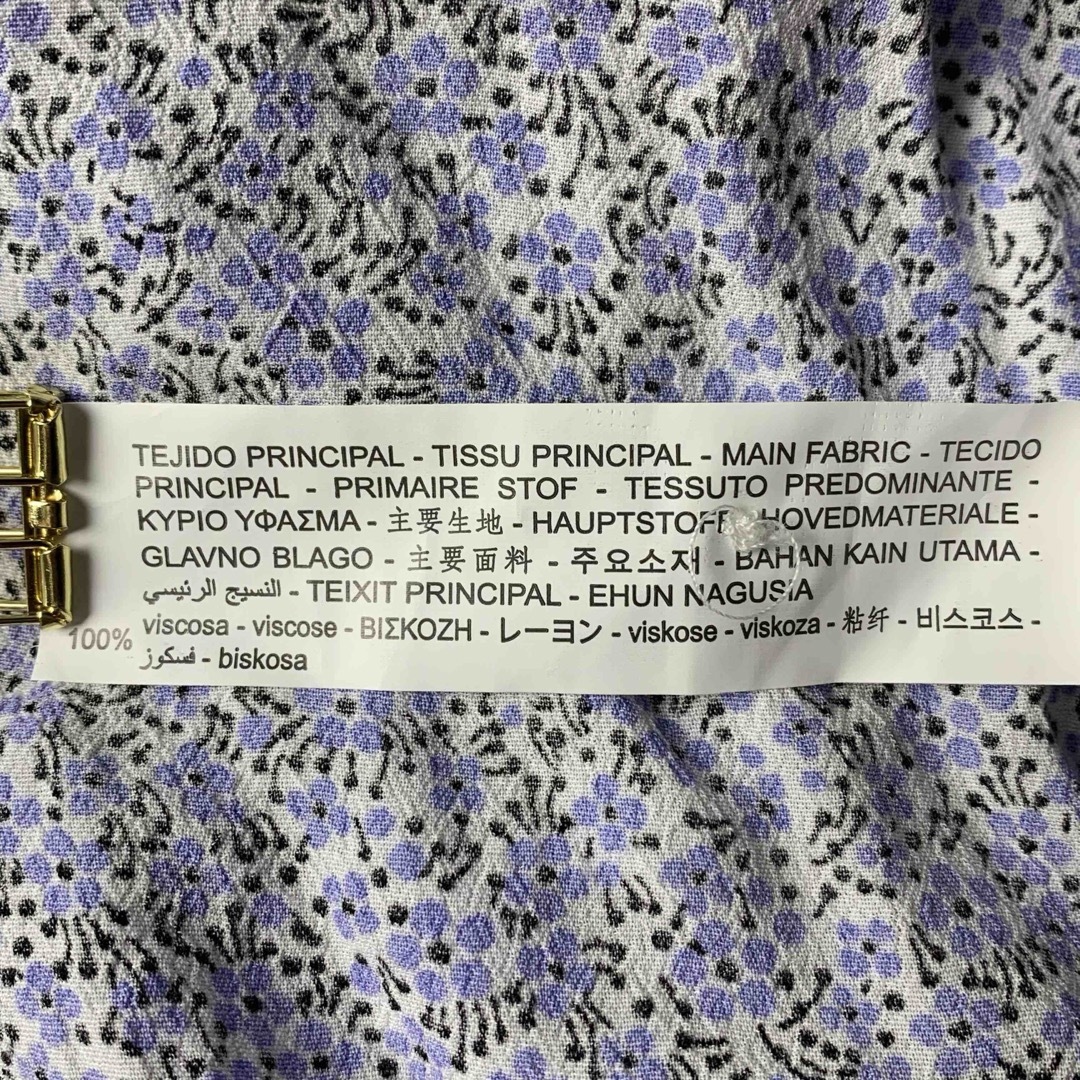 TEJIDO PRINCIPAL - TISSU PRINCIPAL - MAIN FABRIC - TECIDO
PRINCIPAL - PRIMAIRE STOF - TESSUTO PREDOMINANTE -
ΚΥΡΙΟ ΥΦΑΣΜΑ - 主要生地 - HAUPTSTOFF - HOVEDMATERIALE -
GLAVNO BLAGO - 主要面料 - 주요소재 - BAHAN KAIN UTAMA -
النسيج الرئيسي - TEIXIT PRINCIPAL - EHUN NAGUSIA
100% viscosa - viscose - ΒΙΣΚΟΖΗ - レーヨン - viskose - viskoza - 粘纤 - 비스코스 -
فسكوز - biskosa